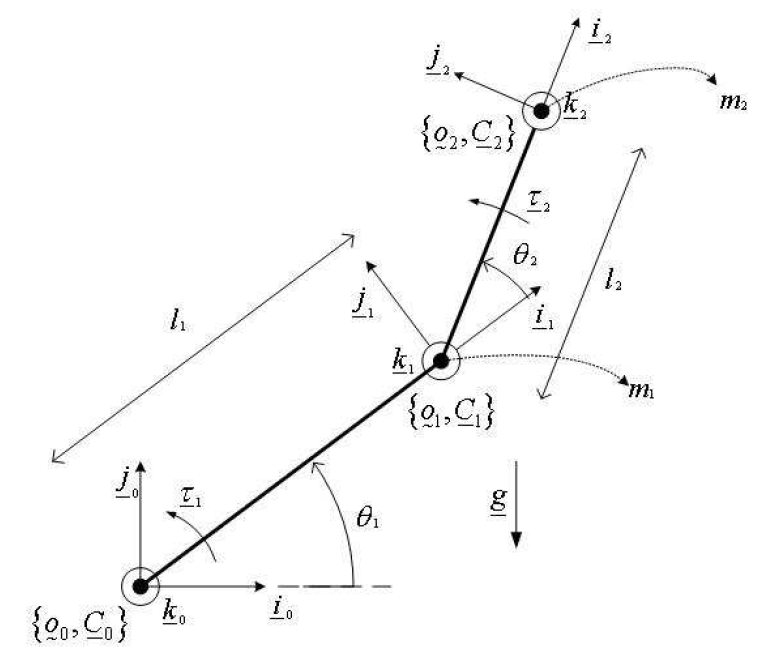 i₂
j₂
k₂
m₂
{o₂, C₂}
τ₂
θ₂
l₂
j₁
i₁
l₁
k₁
m₁
{o₁, C₁}
j₀
τ₁
θ₁
g
i₀
k₀
{o₀, C₀}